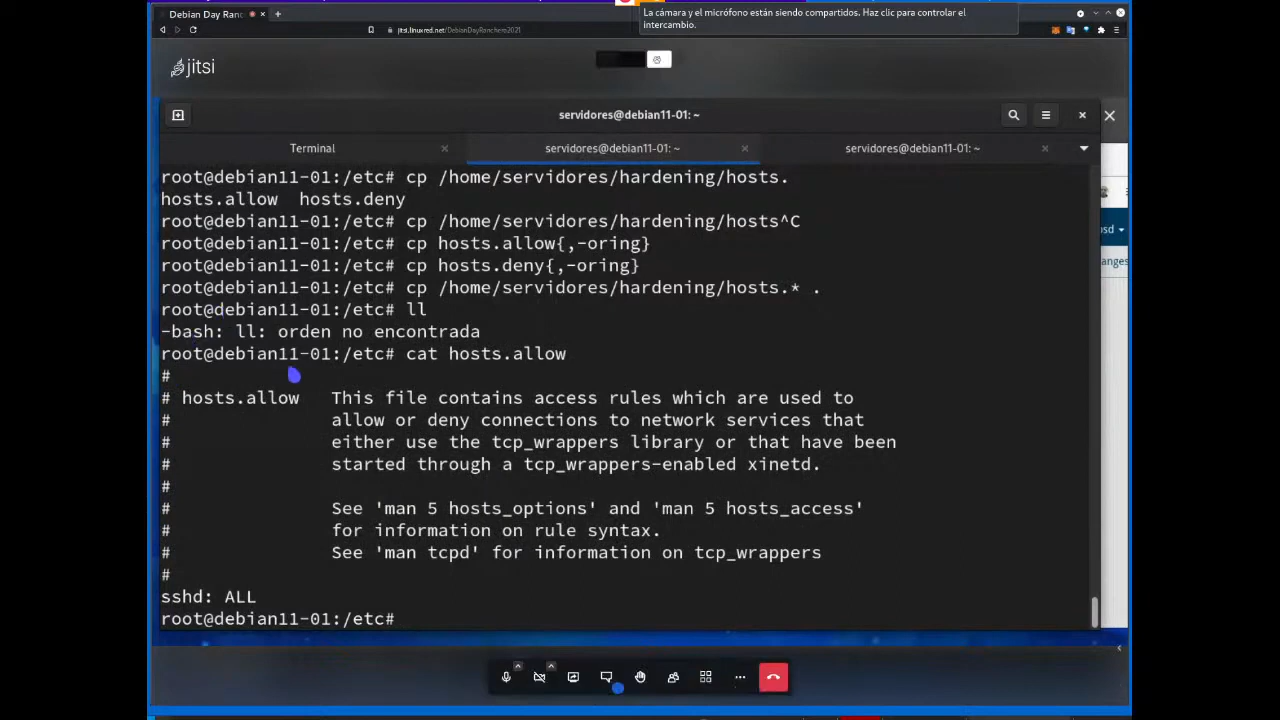 Debian Day Ranc
La cámara y el micrófono están siendo compartidos. Haz clic para controlar el
intercambio.
jitsi.linuxred.net/DebianDayRanchero2021
jitsi
servidores@debian11-01: ~
Terminal
servidores@debian11-01: ~
servidores@debian11-01: ~
root@debian11-01:/etc# cp /home/servidores/hardening/hosts.
hosts.allow  hosts.deny
root@debian11-01:/etc# cp /home/servidores/hardening/hosts^C
root@debian11-01:/etc# cp hosts.allow{,-oring}
root@debian11-01:/etc# cp hosts.deny{,-oring}
root@debian11-01:/etc# cp /home/servidores/hardening/hosts.* .
root@debian11-01:/etc# ll
-bash: ll: orden no encontrada
root@debian11-01:/etc# cat hosts.allow
#
# hosts.allow   This file contains access rules which are used to
#               allow or deny connections to network services that
#               either use the tcp_wrappers library or that have been
#               started through a tcp_wrappers-enabled xinetd.
#
#               See 'man 5 hosts_options' and 'man 5 hosts_access'
#               for information on rule syntax.
#               See 'man tcpd' for information on tcp_wrappers
#
sshd: ALL
root@debian11-01:/etc#
osd
anges